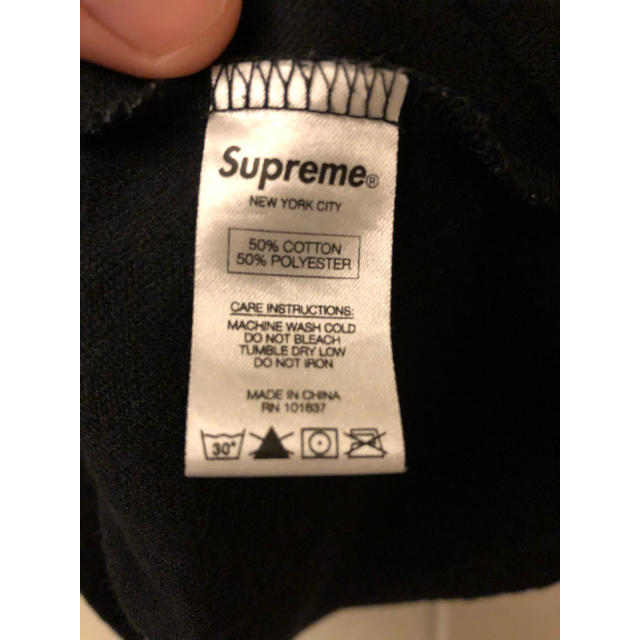 Supreme®
NEW YORK CITY
50% COTTON
50% POLYESTER
CARE INSTRUCTIONS:
MACHINE WASH COLD
DO NOT BLEACH
TUMBLE DRY LOW
DO NOT IRON
MADE IN CHINA
RN 101837
30°